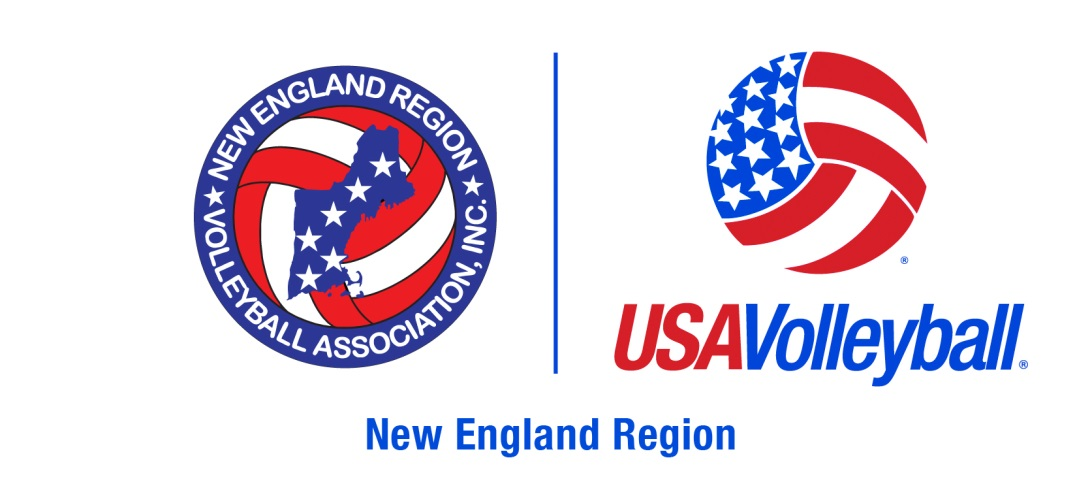 NEW ENGLAND REGION
VOLLEYBALL ASSOCIATION, INC.
®
USAVolleyball®
New England Region